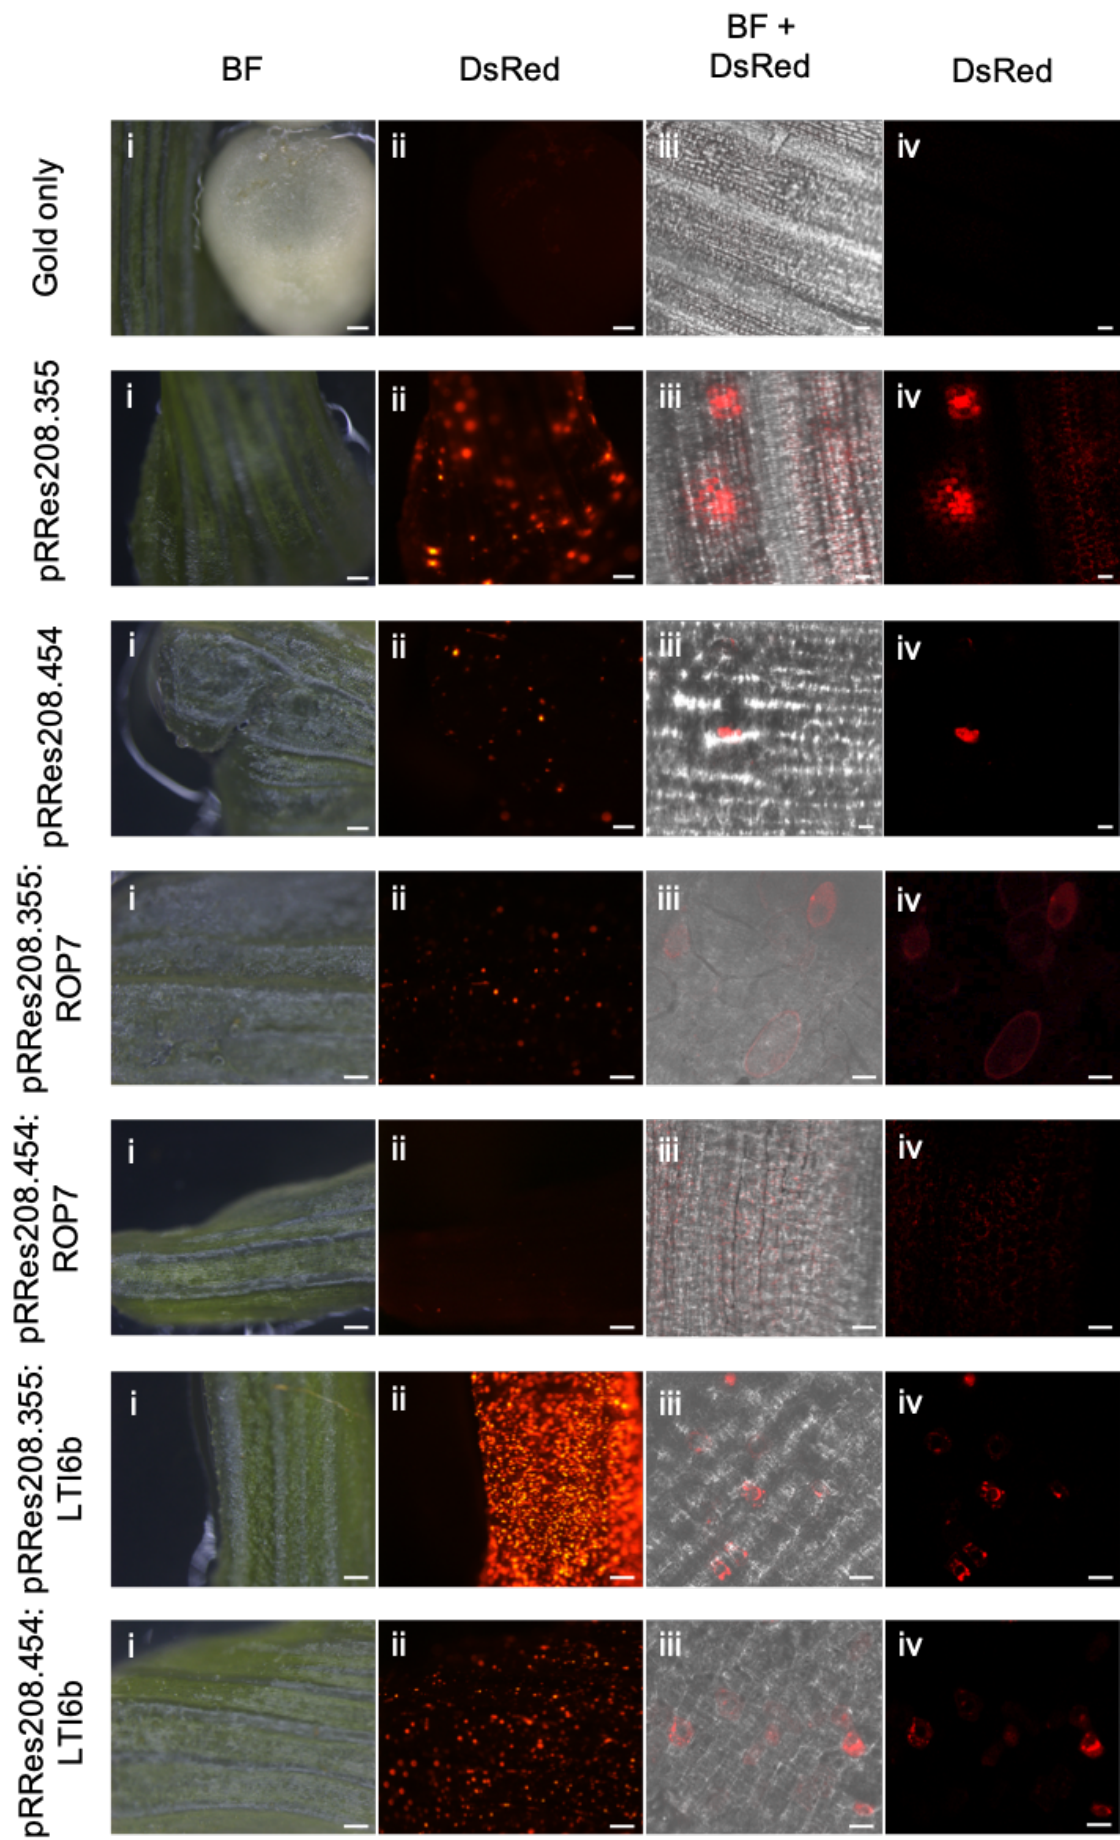 BF
DsRed
BF +
DsRed
DsRed
Gold only
i
ii
iii
iv
pRRes208.355
i
ii
iii
iv
pRRes208.454
i
ii
iii
iv
pRRes208.355:
ROP7
i
ii
iii
iv
pRRes208.454:
ROP7
i
ii
iii
iv
pRRes208.355:
LTI6b
i
ii
iii
iv
pRRes208.454:
LTI6b
i
ii
iii
iv